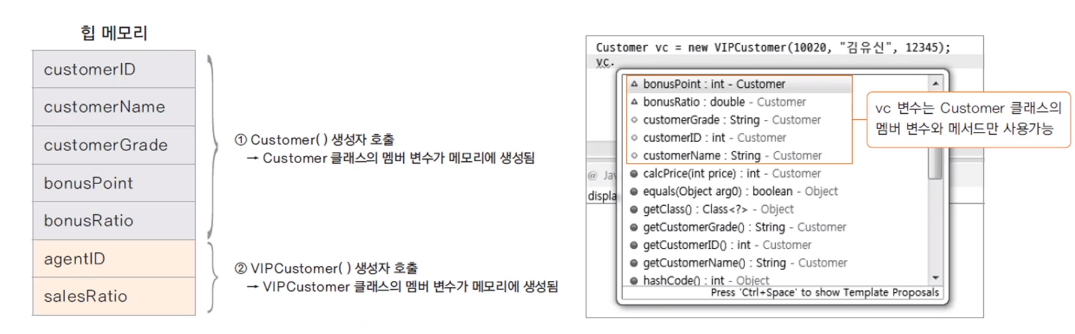 힙 메모리
customerID
customerName
customerGrade
bonusPoint
bonusRatio
agentID
salesRatio
① Customer( ) 생성자 호출
→ Customer 클래스의 멤버 변수가 메모리에 생성됨
② VIPCustomer( ) 생성자 호출
→ VIPCustomer 클래스의 멤버 변수가 메모리에 생성됨
Customer vc = new VIPCustomer(10020, "김유신", 12345);
vc.
bonusPoint : int - Customer
bonusRatio : double - Customer
customerGrade : String - Customer
customerID : int - Customer
customerName : String - Customer
calcPrice(int price) : int - Customer
equals(Object arg0) : boolean - Object
getClass() : Class<?> - Object
getCustomerGrade() : String - Customer
getCustomerID() : int - Customer
getCustomerName() : String - Customer
hashCode() : int - Object
Press 'Ctrl+Space' to show Template Proposals
@ Jav
displa
vc 변수는 Customer 클래스의
멤버 변수와 메서드만 사용가능